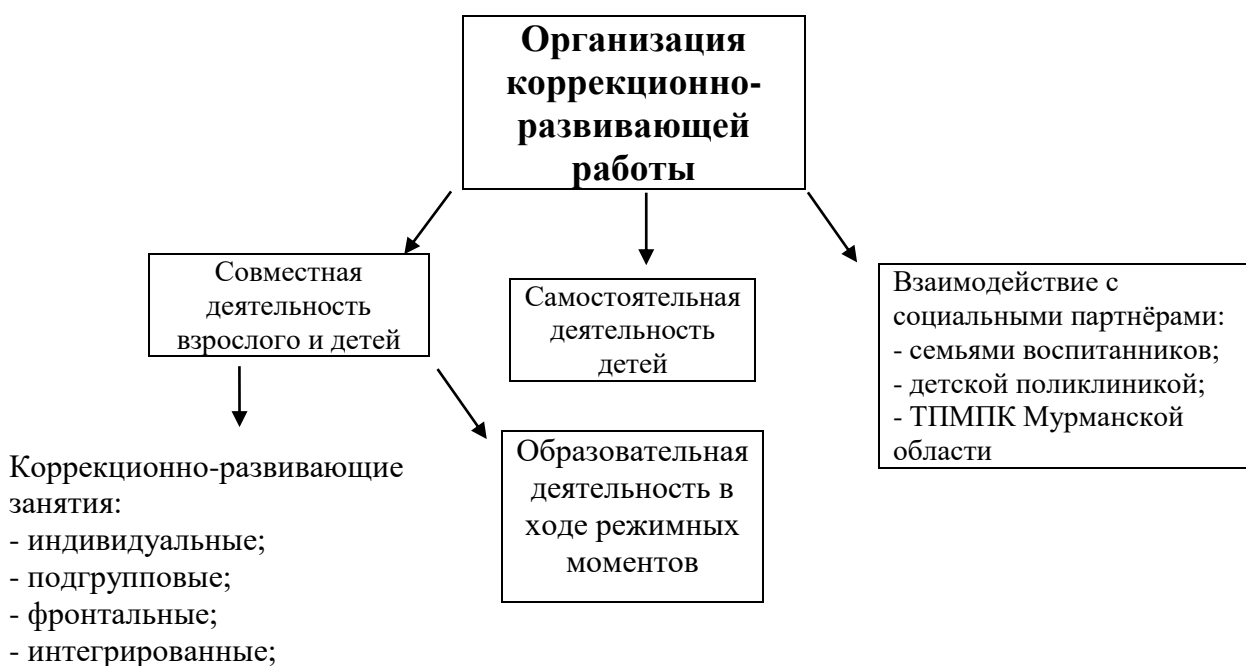 Организация
коррекционно-
развивающей
работы
Совместная
деятельность
взрослого и детей
Самостоятельная
деятельность
детей
Взаимодействие с
социальными партнёрами:
- семьями воспитанников;
- детской поликлиникой;
- ТПМПК Мурманской
области
Коррекционно-развивающие
занятия:
- индивидуальные;
- подгрупповые;
- фронтальные;
- интегрированные;
Образовательная
деятельность в
ходе режимных
моментов